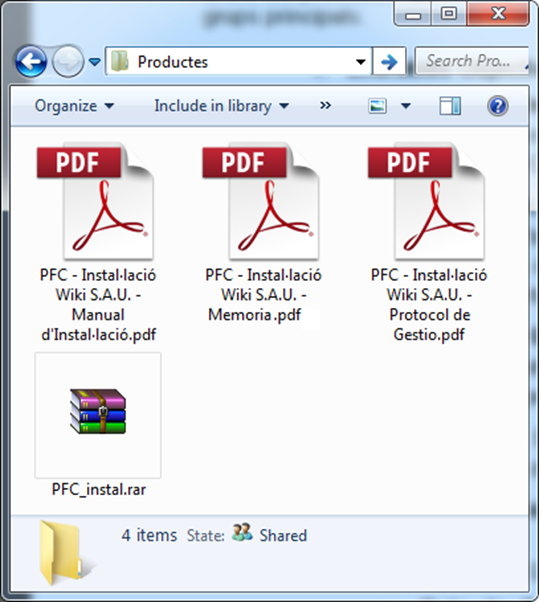 grups principals.
Productes
Search Pro...
Organize
Include in library
»
?
PDF
PDF
PDF
PFC - Instal·lació
Wiki S.A.U. -
Manual
d'Instal·lació.pdf
PFC - Instal·lació
Wiki S.A.U. -
Memoria.pdf
PFC - Instal·lació
Wiki S.A.U. -
Protocol de
Gestio.pdf
PFC_instal.rar
4 items State: Shared